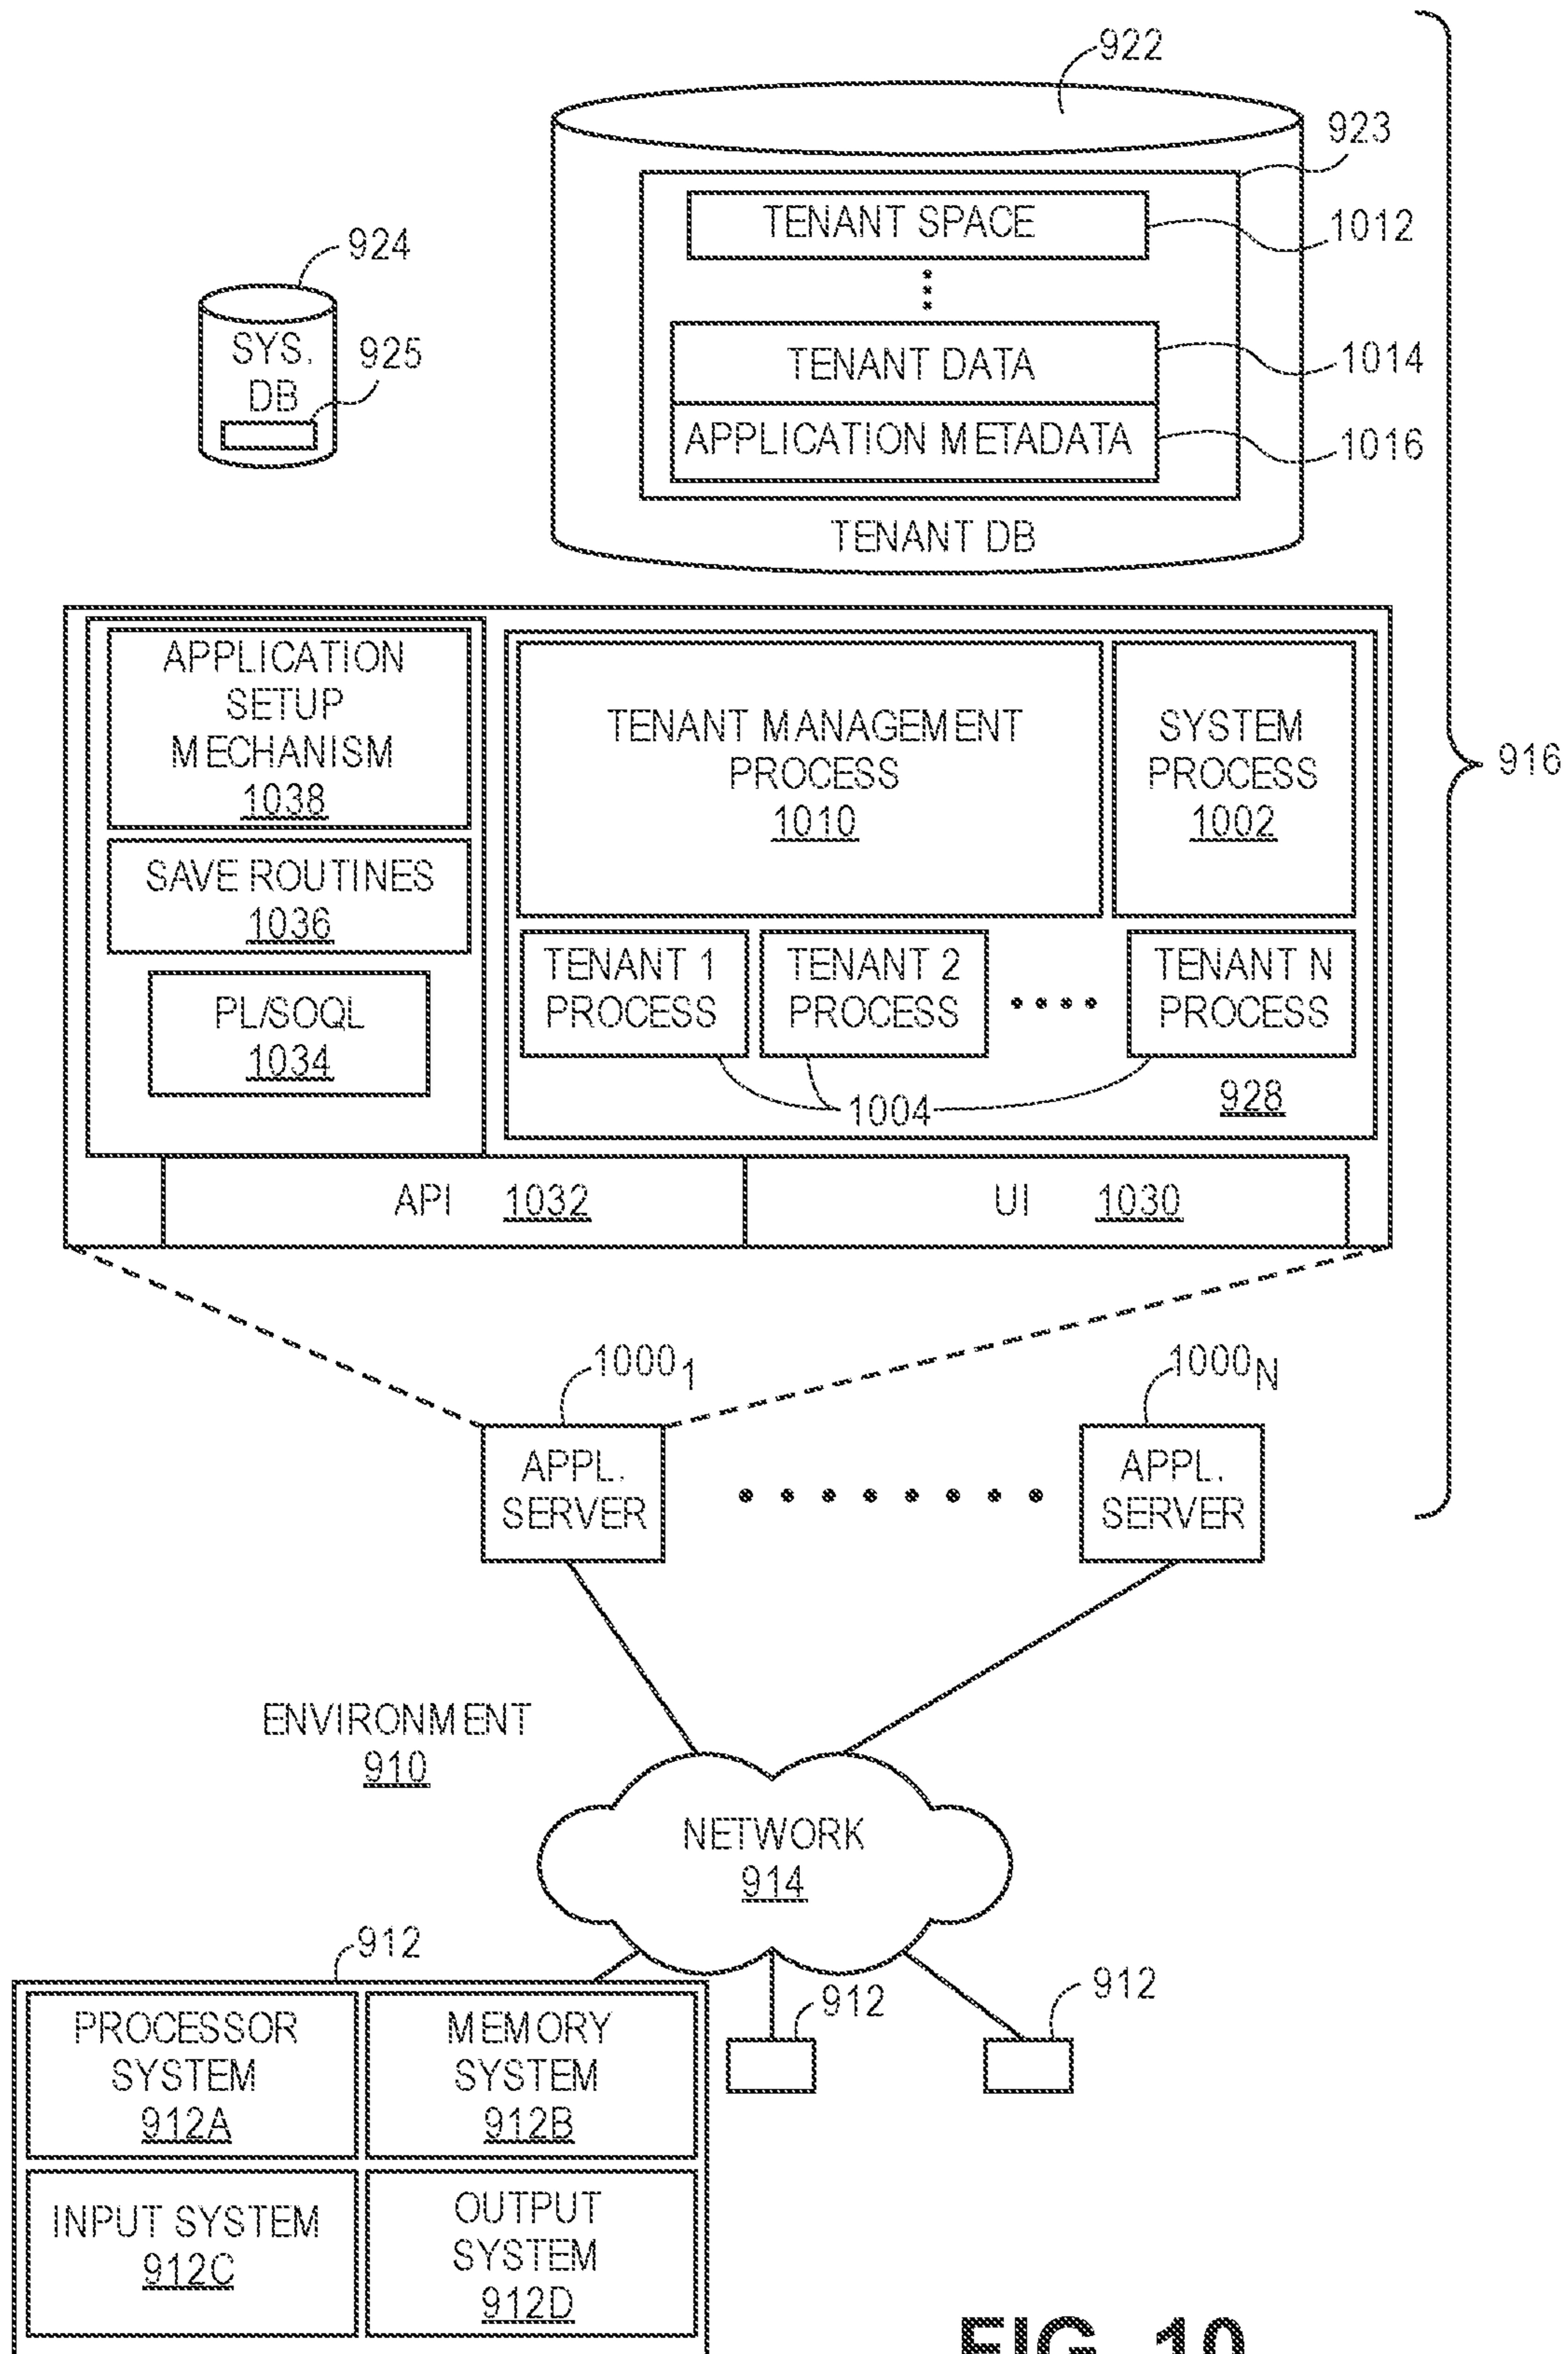 922
923
TENANT SPACE
1012
924
SYS.
DB
925
TENANT DATA
1014
APPLICATION METADATA
1016
TENANT DB
916
APPLICATION
SETUP
MECHANISM
1038
SAVE ROUTINES
1036
PL/SOQL
1034
TENANT MANAGEMENT
PROCESS
1010
SYSTEM
PROCESS
1002
TENANT 1
PROCESS
TENANT 2
PROCESS
TENANT N
PROCESS
1004
928
API 1032
UI 1030
1000₁
1000N
APPL.
SERVER
APPL.
SERVER
ENVIRONMENT
910
NETWORK
914
912
912
912
PROCESSOR
SYSTEM
912A
MEMORY
SYSTEM
912B
INPUT SYSTEM
912C
OUTPUT
SYSTEM
912D
FIG. 10